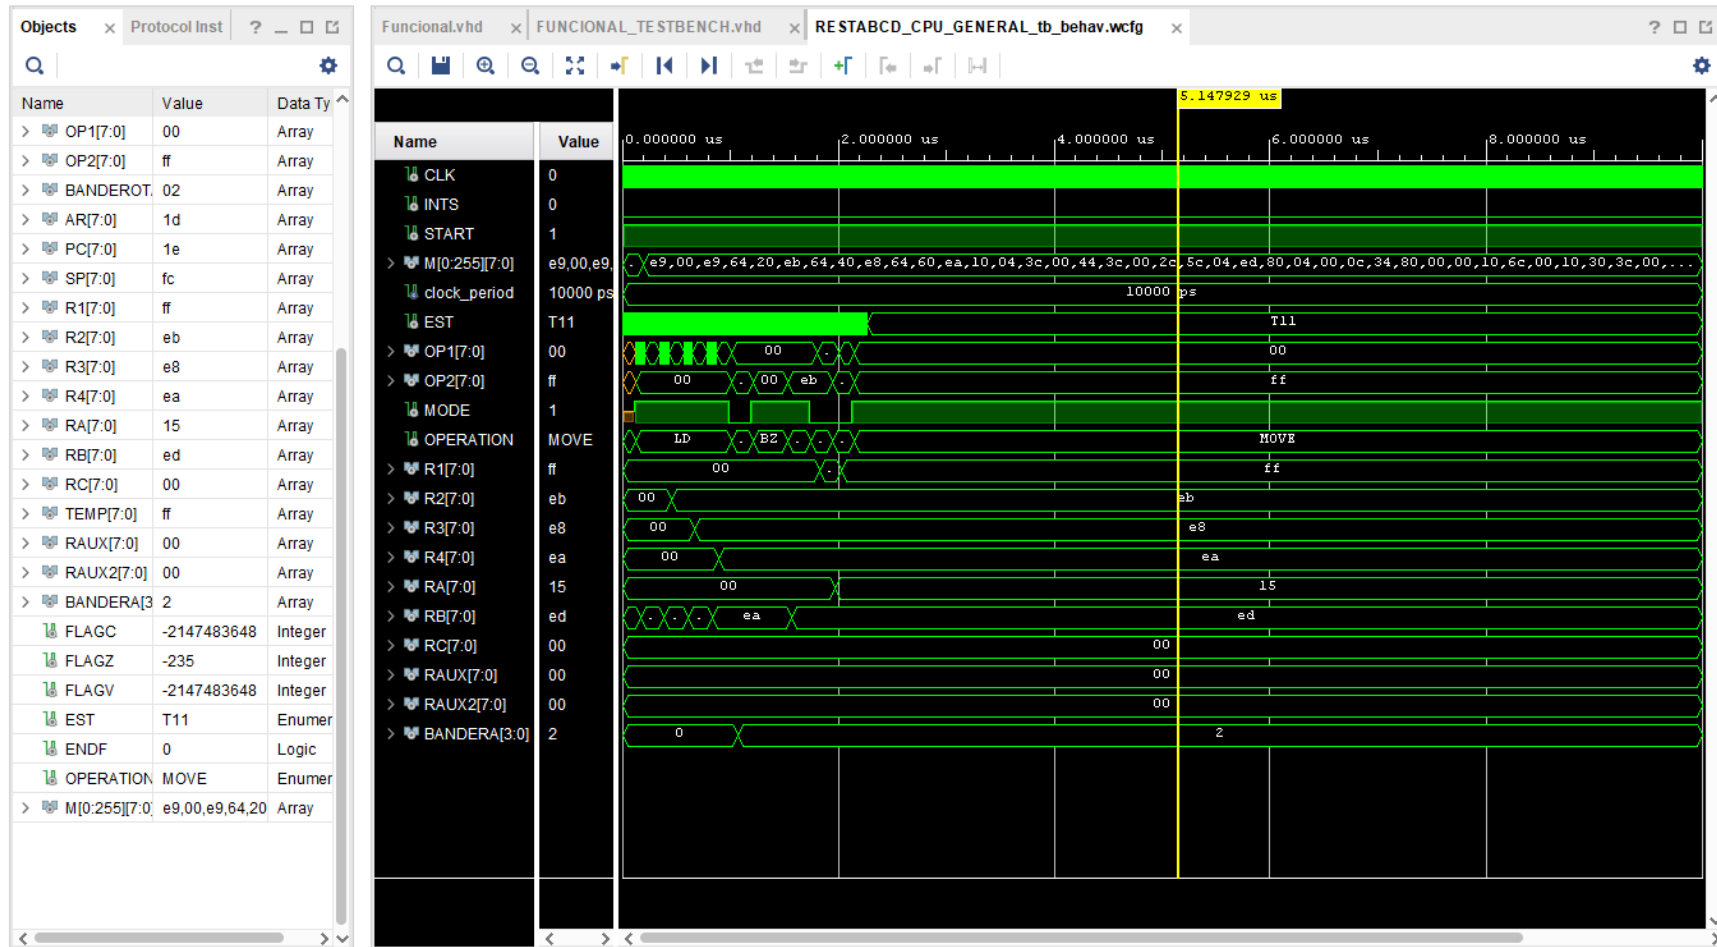 Objects × Protocol Inst ? _
Name Value Data Ty
OP1[7:0] 00 Array
OP2[7:0] ff Array
BANDEROT. 02 Array
AR[7:0] 1d Array
PC[7:0] 1e Array
SP[7:0] fc Array
R1[7:0] ff Array
R2[7:0] eb Array
R3[7:0] e8 Array
R4[7:0] ea Array
RA[7:0] 15 Array
RB[7:0] ed Array
RC[7:0] 00 Array
TEMP[7:0] ff Array
RAUX[7:0] 00 Array
RAUX2[7:0] 00 Array
BANDERA[3 2 Array
FLAGC -2147483648 Integer
FLAGZ -235 Integer
FLAGV -2147483648 Integer
EST T11 Enumer
ENDF 0 Logic
OPERATION MOVE Enumer
M[0:255][7:0] e9,00,e9,64,20 Array
Funcional.vhd × FUNCIONAL_TESTBENCH.vhd × RESTABCD_CPU_GENERAL_tb_behav.wcfg × ?
5.147929 us
Name Value 0.000000 us 2.000000 us 4.000000 us 6.000000 us 8.000000 us
CLK 0
INTS 0
START 1
M[0:255][7:0] e9,00,e9, . e9,00,e9,64,20,eb,64,40,e8,64,60,ea,10,04,3c,00,44,3c,00,2c,5c,04,ed,80,04,00,0c,34,80,00,00,10,6c,00,10,30,3c,00,...
clock_period 10000 ps 10000 ps
EST T11 T11
OP1[7:0] 00 00 . 00
OP2[7:0] ff 00 . 00 eb . ff
MODE 1
OPERATION MOVE LD . BZ . . . MOVE
R1[7:0] ff 00 . ff
R2[7:0] eb 00 eb
R3[7:0] e8 00 e8
R4[7:0] ea 00 ea
RA[7:0] 15 00 15
RB[7:0] ed . . . ea ed
RC[7:0] 00 00
RAUX[7:0] 00 00
RAUX2[7:0] 00 00
BANDERA[3:0] 2 0 2